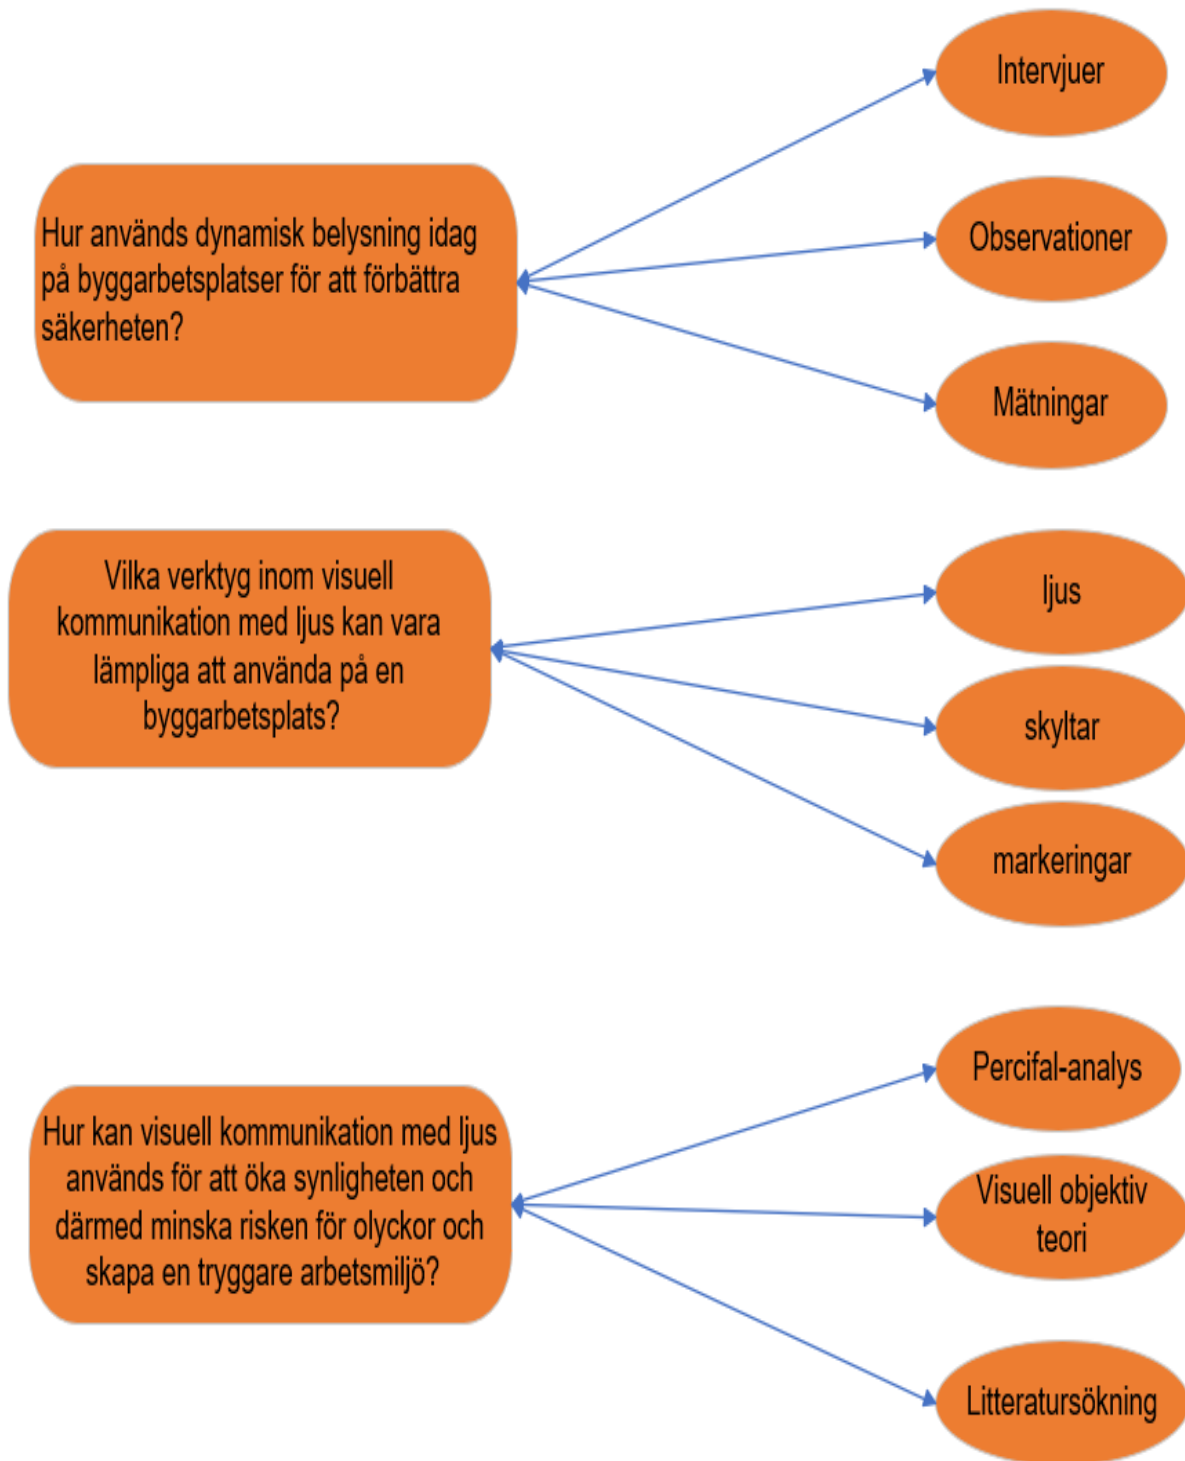 Hur används dynamisk belysning idag
på byggarbetsplatser för att förbättra
säkerheten?
Intervjuer
Observationer
Mätningar
Vilka verktyg inom visuell
kommunikation med ljus kan vara
lämpliga att använda på en
byggarbetsplats?
ljus
skyltar
markeringar
Hur kan visuell kommunikation med ljus
används för att öka synligheten och
därmed minska risken för olyckor och
skapa en tryggare arbetsmiljö?
Percifal-analys
Visuell objektiv
teori
Litteratursökning